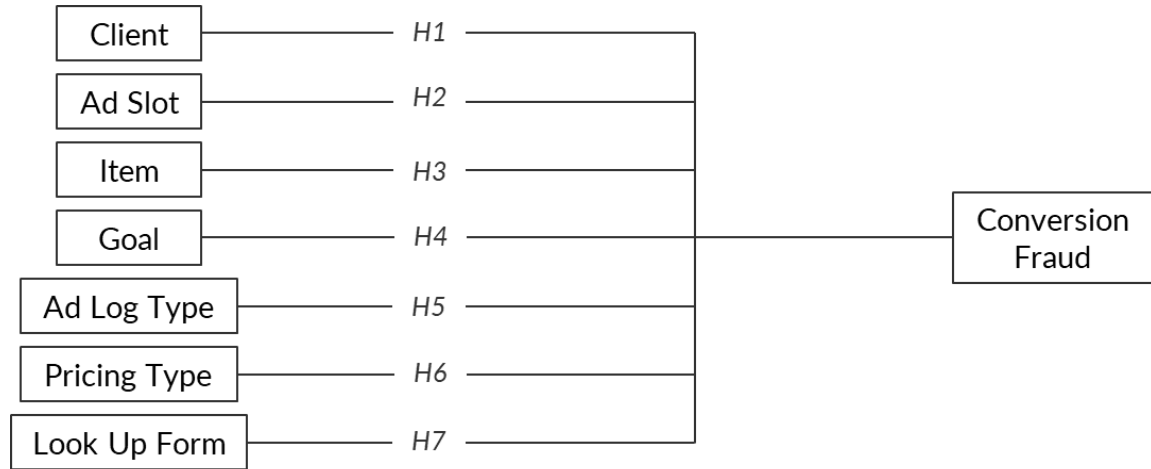 Client H1
Ad Slot H2
Item H3
Goal H4
Conversion
Fraud
Ad Log Type H5
Pricing Type H6
Look Up Form H7